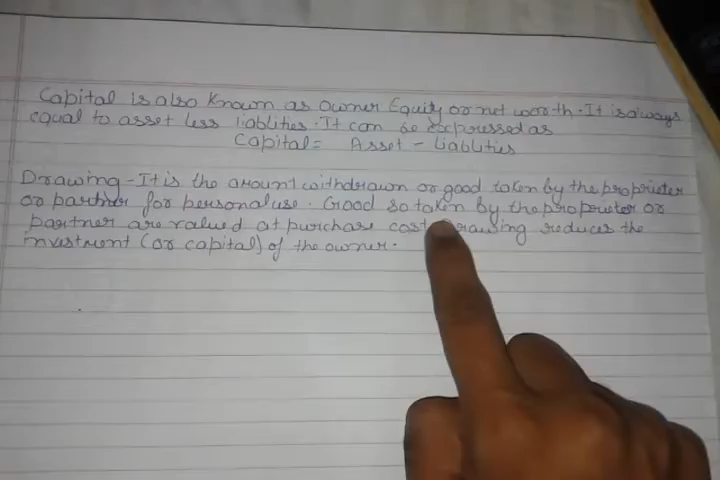 Capital is also known as owner Equity or net worth. It is always
equal to asset less liablities. It can be expressed as
Capital = Asset - Liablities
Drawing - It is the amount withdrawn or good taken by the proprieter
or partner for personal use. Good so taken by the proprietor or
partner are valued at purchase cost. Drawing reduces the
investment (or capital) of the owner.